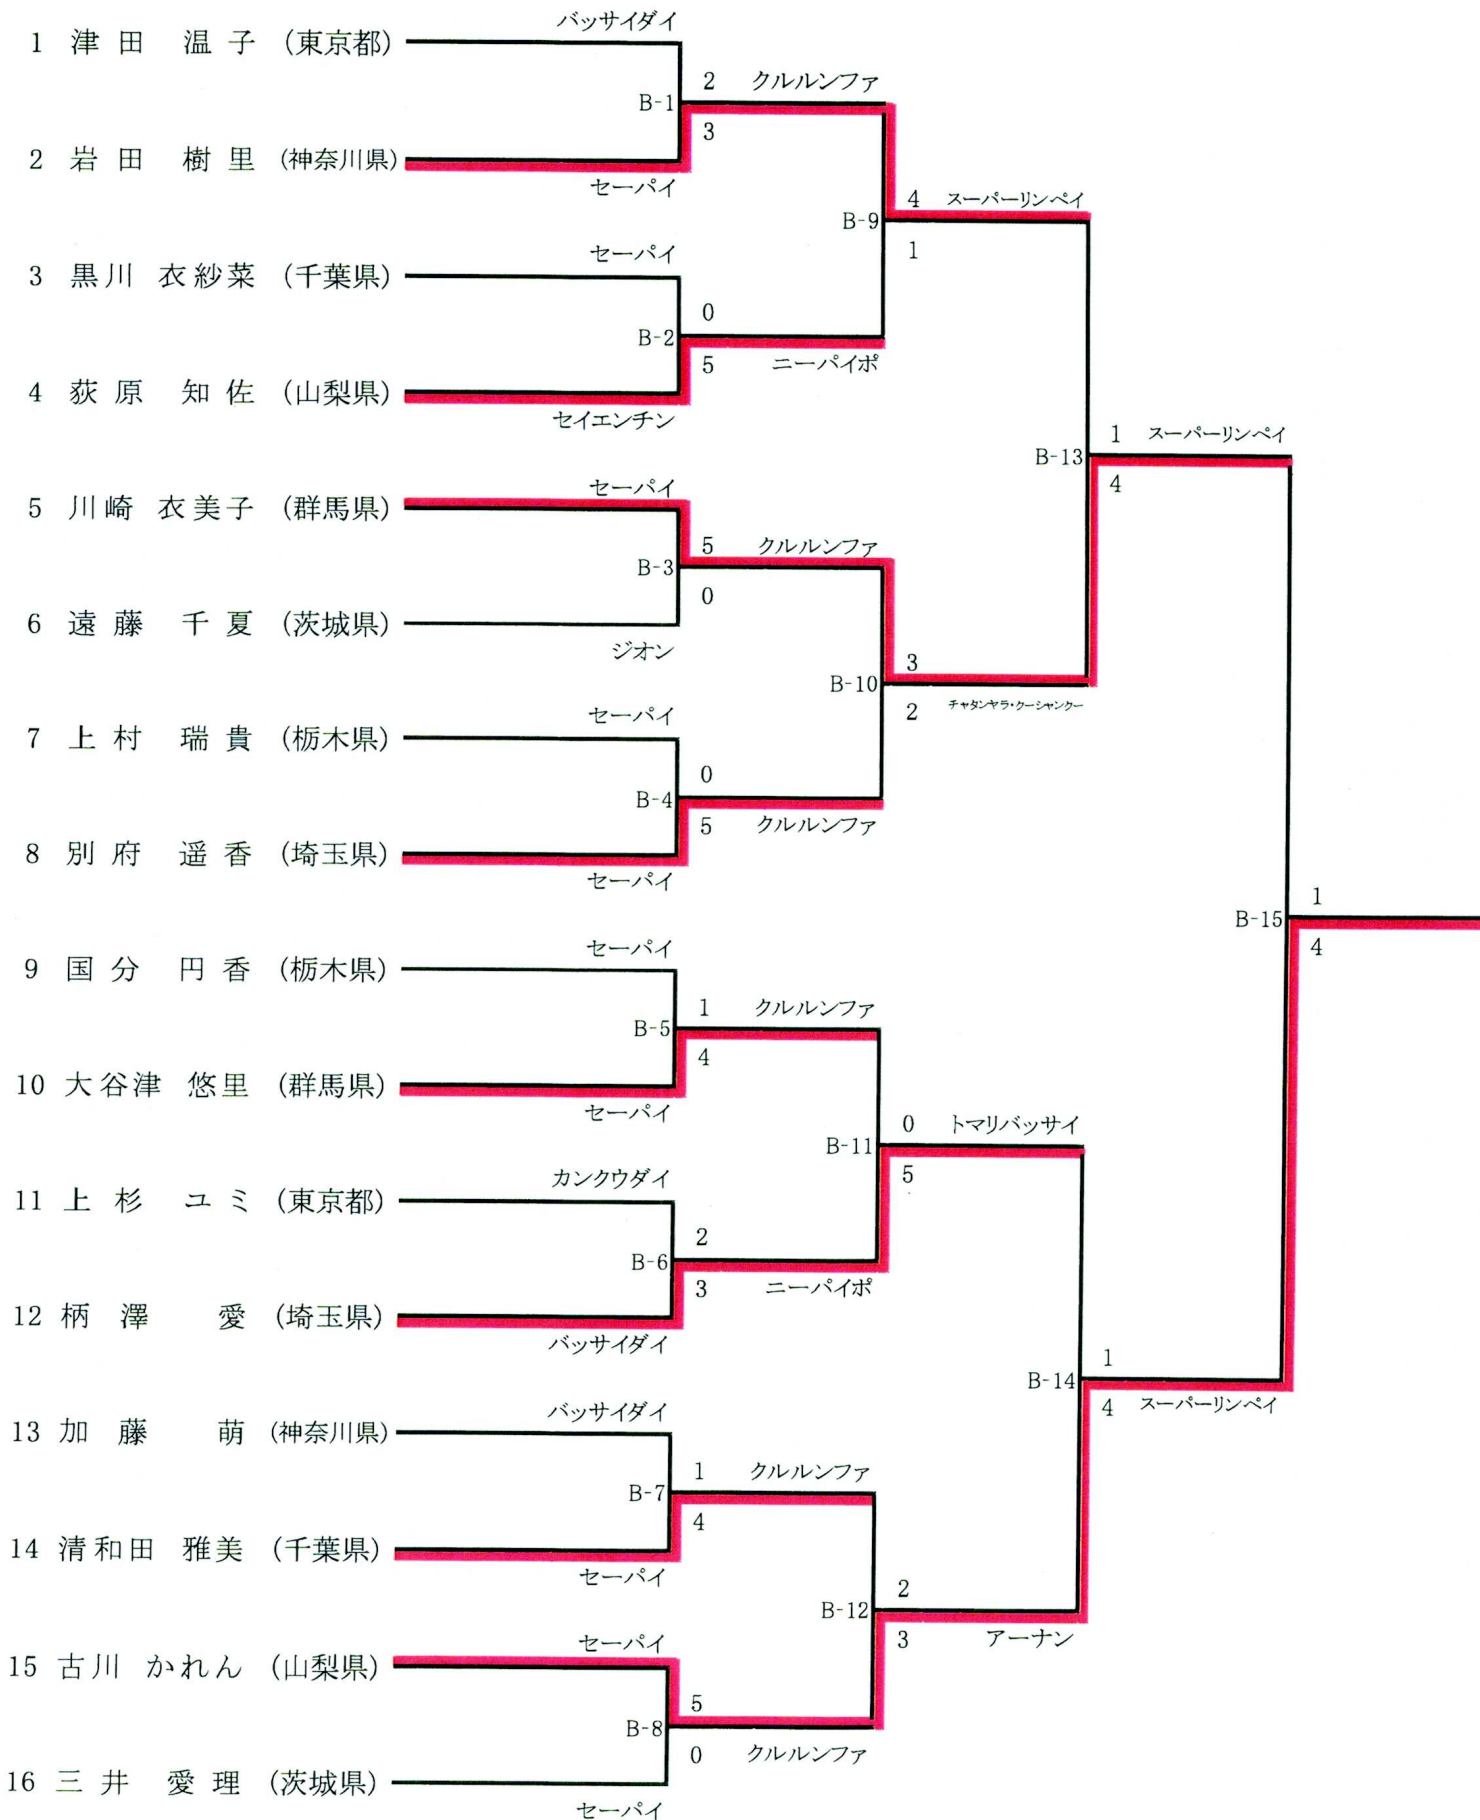 バッサイダイ
1 津田 温子 (東京都)
2 クルルンファ
B-1
3
2 岩田 樹里 (神奈川県)
セーパイ
4 スーパーリンペイ
B-9
1
セーパイ
3 黒川 衣紗菜 (千葉県)
0
B-2
5 ニーパイポ
4 荻原 知佐 (山梨県)
セイエンチン
1 スーパーリンペイ
B-13
4
セーパイ
5 川崎 衣美子 (群馬県)
5 クルルンファ
B-3
0
6 遠藤 千夏 (茨城県)
ジオン
3
B-10
2 チャタンヤラ・クーシャンクー
セーパイ
7 上村 瑞貴 (栃木県)
0
B-4
5 クルルンファ
8 別府 遥香 (埼玉県)
セーパイ
1
B-15
4
セーパイ
9 国分 円香 (栃木県)
1 クルルンファ
B-5
4
10 大谷津 悠里 (群馬県)
セーパイ
0 トマリバッサイ
B-11
5
カンクウダイ
11 上杉 ユミ (東京都)
2
B-6
3 ニーパイポ
12 柄澤 愛 (埼玉県)
バッサイダイ
1
B-14
4 スーパーリンペイ
バッサイダイ
13 加藤 萌 (神奈川県)
1 クルルンファ
B-7
4
14 清和田 雅美 (千葉県)
セーパイ
2
B-12
3 アーナン
セーパイ
15 古川 かれん (山梨県)
5
B-8
0 クルルンファ
16 三井 愛理 (茨城県)
セーパイ